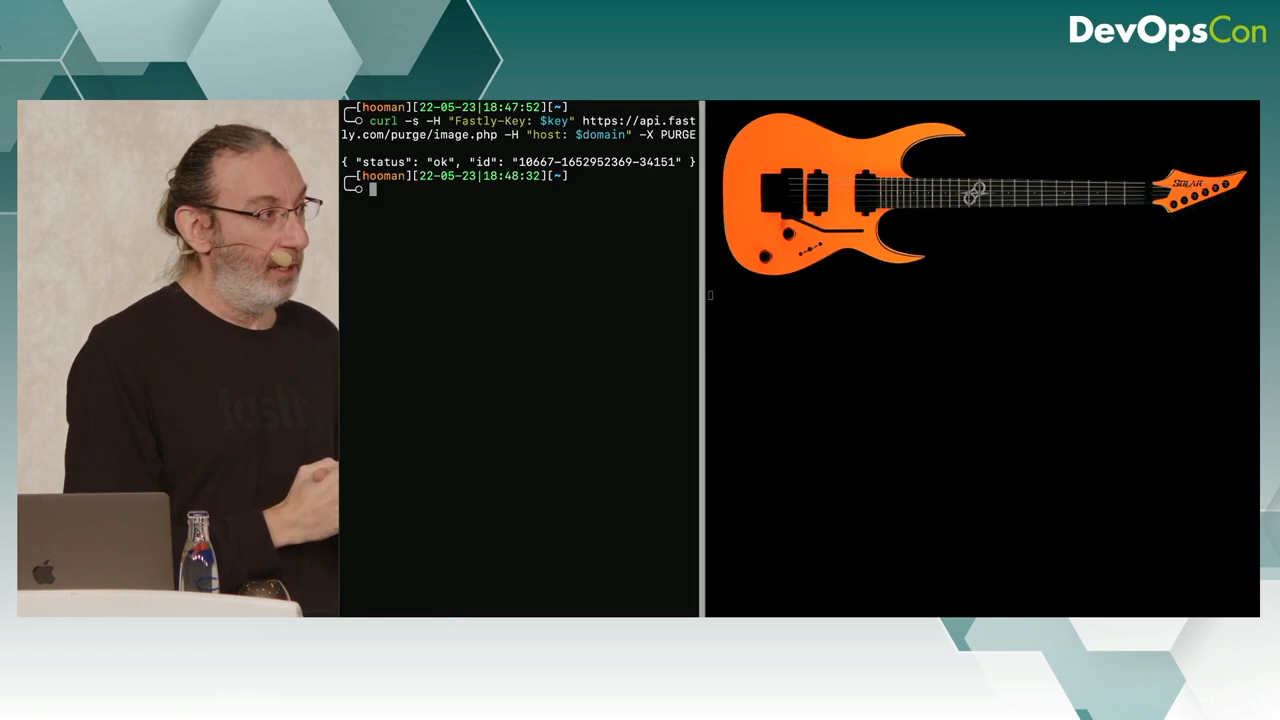 DevOpsCon
[hooman][22-05-23|18:47:52][~]
curl -s -H "Fastly-Key: $key" https://api.fast
ly.com/purge/image.php -H "host: $domain" -X PURGE
{ "status": "ok", "id": "10667-1652952369-34151" }
[hooman][22-05-23|18:48:32][~]
SOLAR
fastly